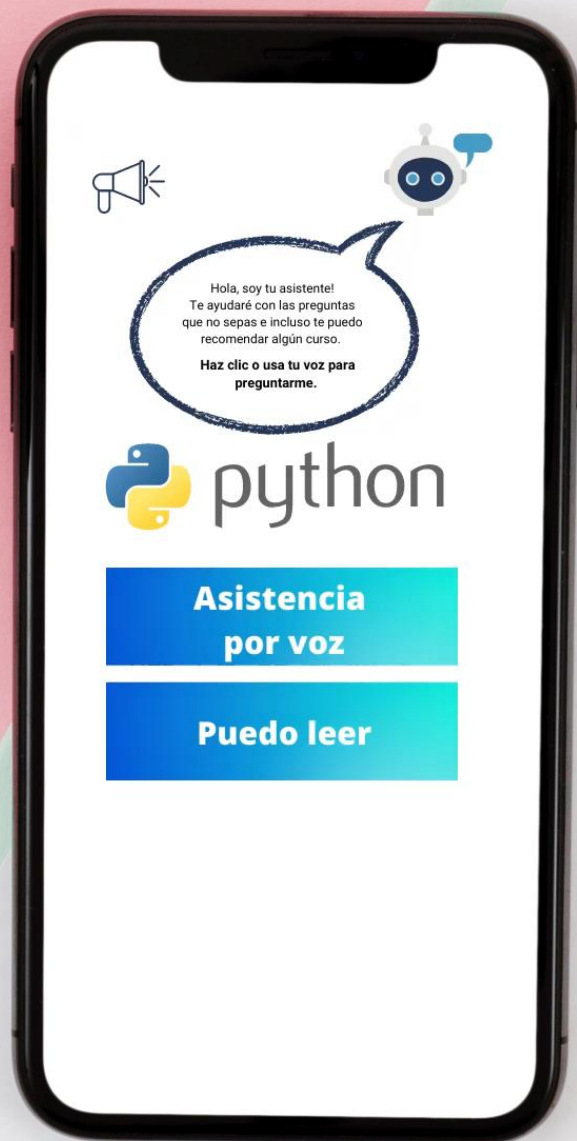 Hola, soy tu asistente!
Te ayudaré con las preguntas
que no sepas e incluso te puedo
recomendar algún curso.
Haz clic o usa tu voz para
preguntarme.
python
Asistencia
por voz
Puedo leer